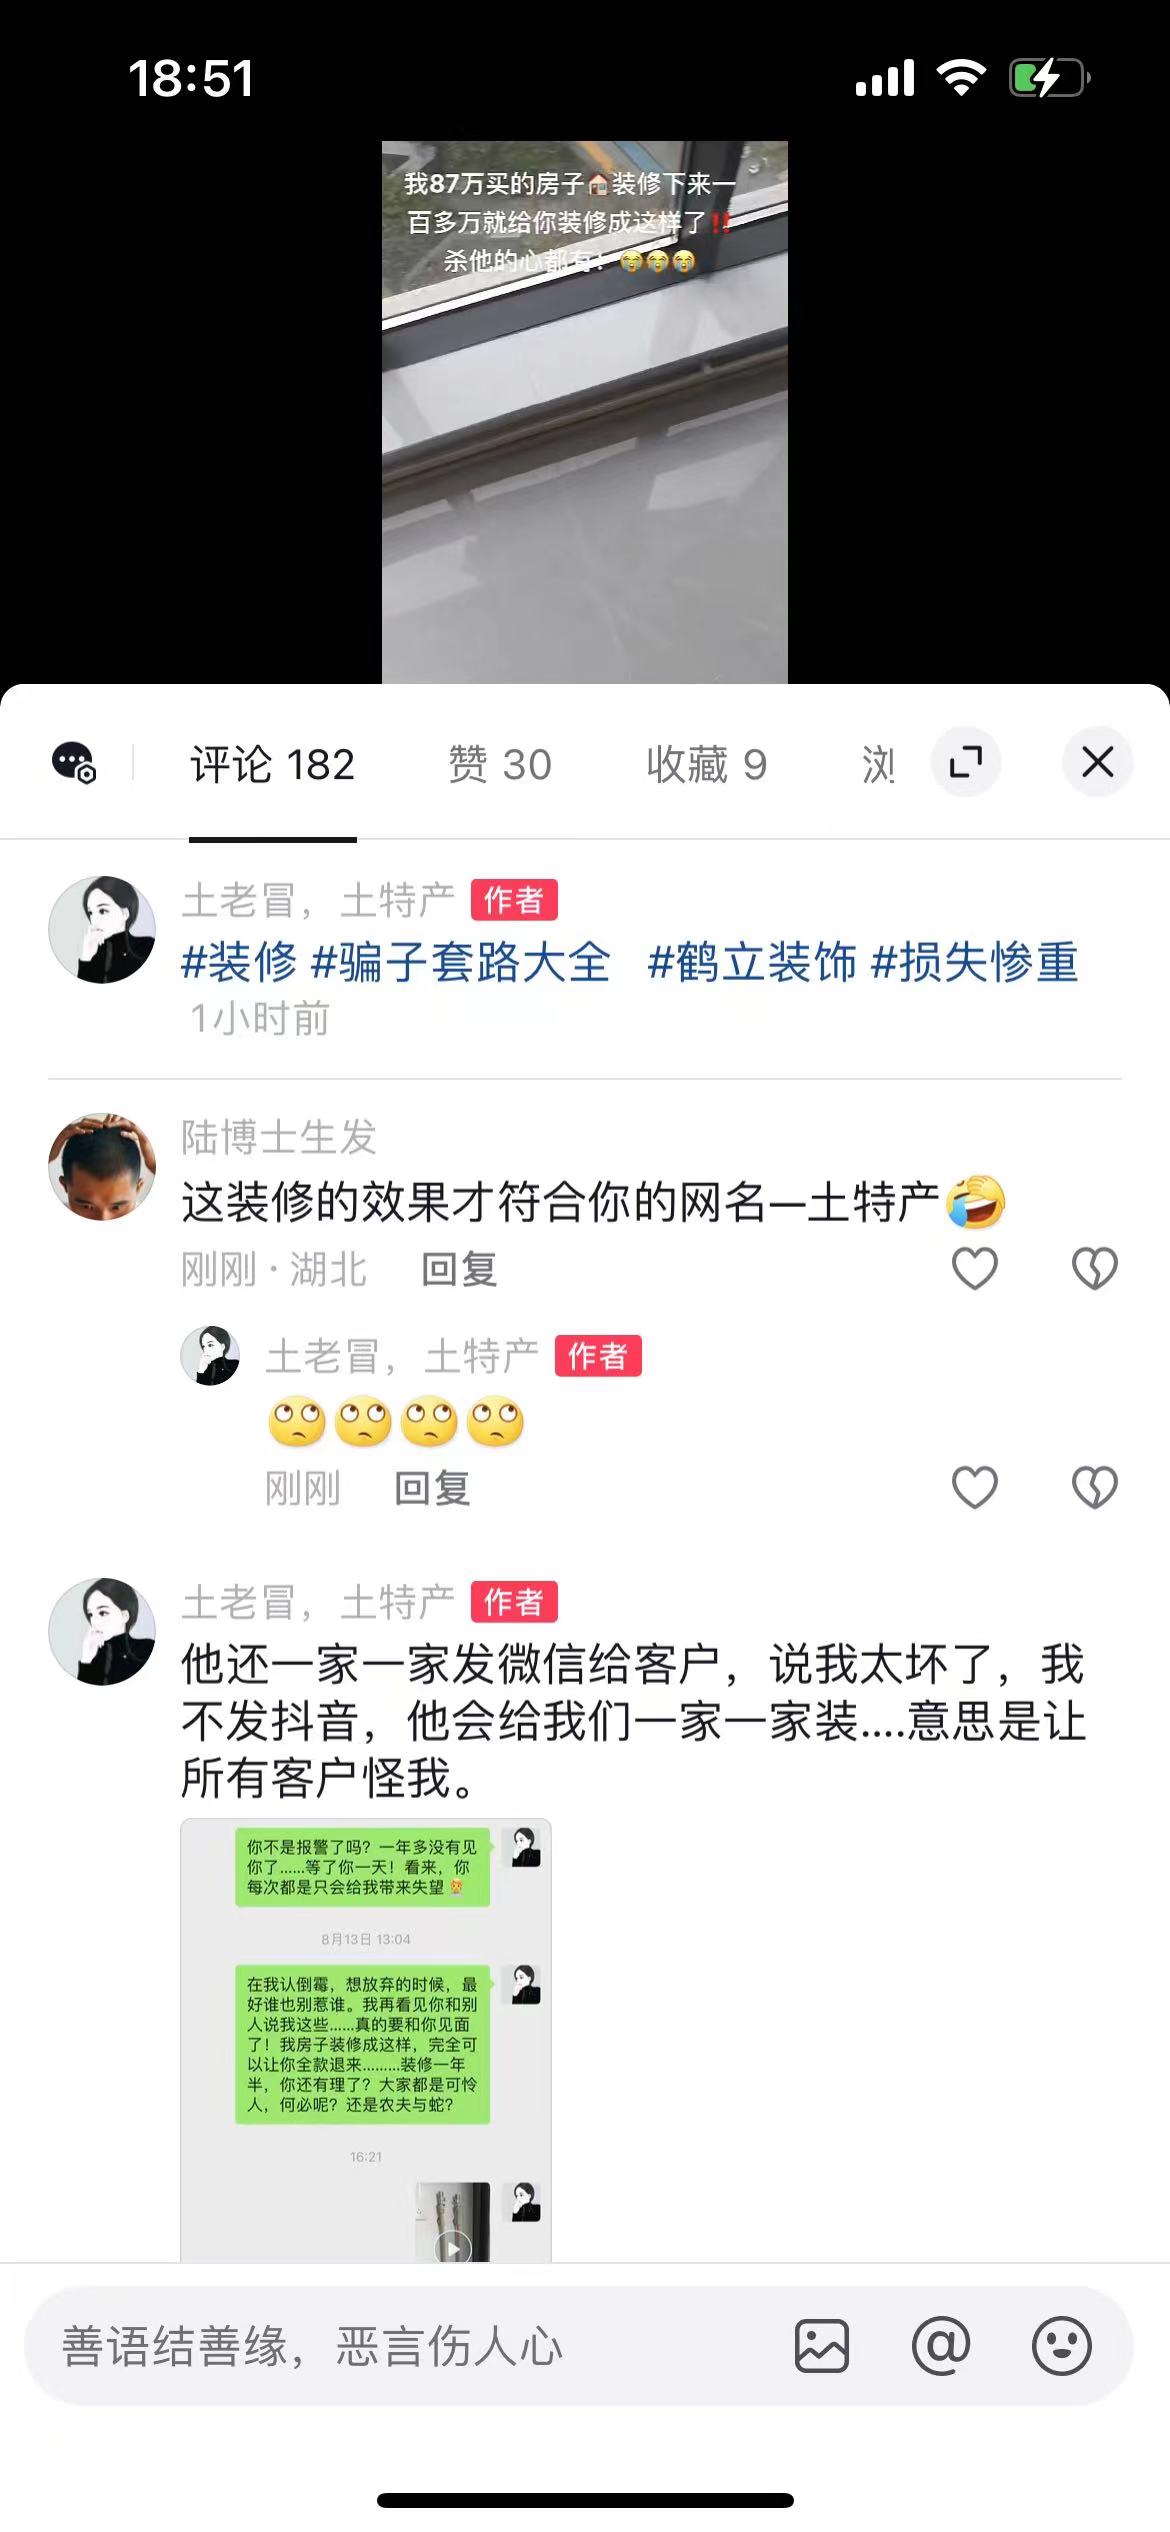 18:51
我87万买的房子🏠装修下来一
百多万就给你装修成这样了‼️
杀他的心都有！😭😭😭
评论 182
赞 30
收藏 9
浏
土老冒，土特产 作者
#装修 #骗子套路大全 #鹤立装饰 #损失惨重
1小时前
陆博士生发
这装修的效果才符合你的网名—土特产🤣
刚刚 · 湖北 回复
土老冒，土特产 作者
🙄🙄🙄🙄
刚刚 回复
土老冒，土特产 作者
他还一家一家发微信给客户，说我太坏了，我
不发抖音，他会给我们一家一家装....意思是让
所有客户怪我。
你不是报警了吗？一年多没有见
你了......等了你一天！看来，你
每次都是只会给我带来失望
8月13日 13:04
在我认倒霉，想放弃的时候，最
好谁也别惹谁。我再看见你和别
人说我这些......真的要和你见面
了！我房子装修成这样，完全可
以让你全款退来.........装修一年
半，你还有理了？大家都是可怜
人，何必呢？还是农夫与蛇？
16:21
善语结善缘，恶言伤人心